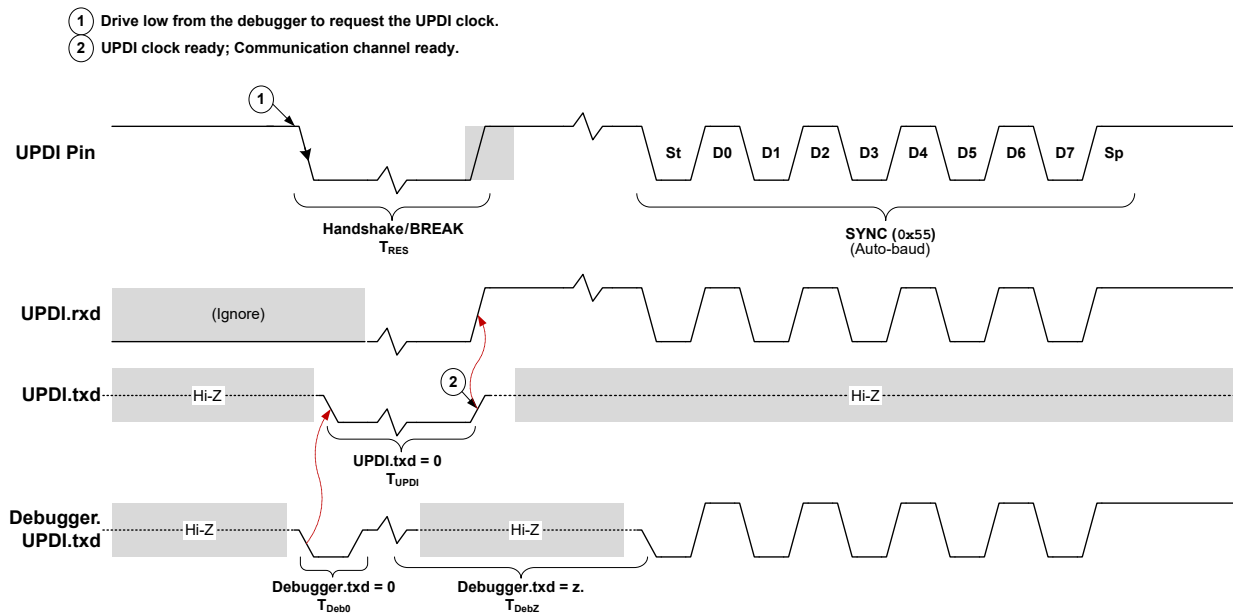 1 Drive low from the debugger to request the UPDI clock.
2 UPDI clock ready; Communication channel ready.
1
UPDI Pin
St D0 D1 D2 D3 D4 D5 D6 D7 Sp
Handshake/BREAK
TRES
SYNC (0x55)
(Auto-baud)
UPDI.rxd
(Ignore)
2
UPDI.txd
Hi-Z
Hi-Z
UPDI.txd = 0
TUPDI
Debugger.
UPDI.txd
Hi-Z
Hi-Z
Debugger.txd = 0
TDeb0
Debugger.txd = z.
TDebZ